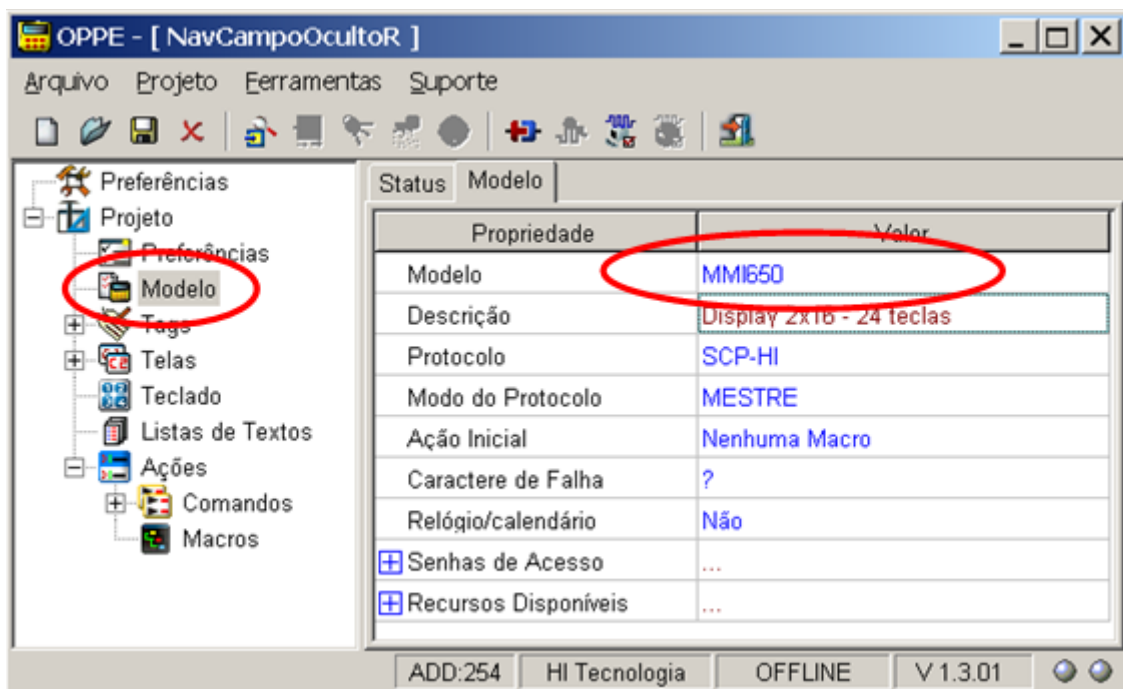 OPPE - [ NavCampoOcultoR ]
Arquivo Projeto Ferramentas Suporte
Preferências
Projeto
Preferências
Modelo
Tags
Telas
Teclado
Listas de Textos
Ações
Comandos
Macros
Status Modelo
Propriedade Valor
Modelo MMI650
Descrição Display 2x16 - 24 teclas
Protocolo SCP-HI
Modo do Protocolo MESTRE
Ação Inicial Nenhuma Macro
Caractere de Falha ?
Relógio/calendário Não
Senhas de Acesso ...
Recursos Disponíveis ...
ADD:254 HI Tecnologia OFFLINE V 1.3.01